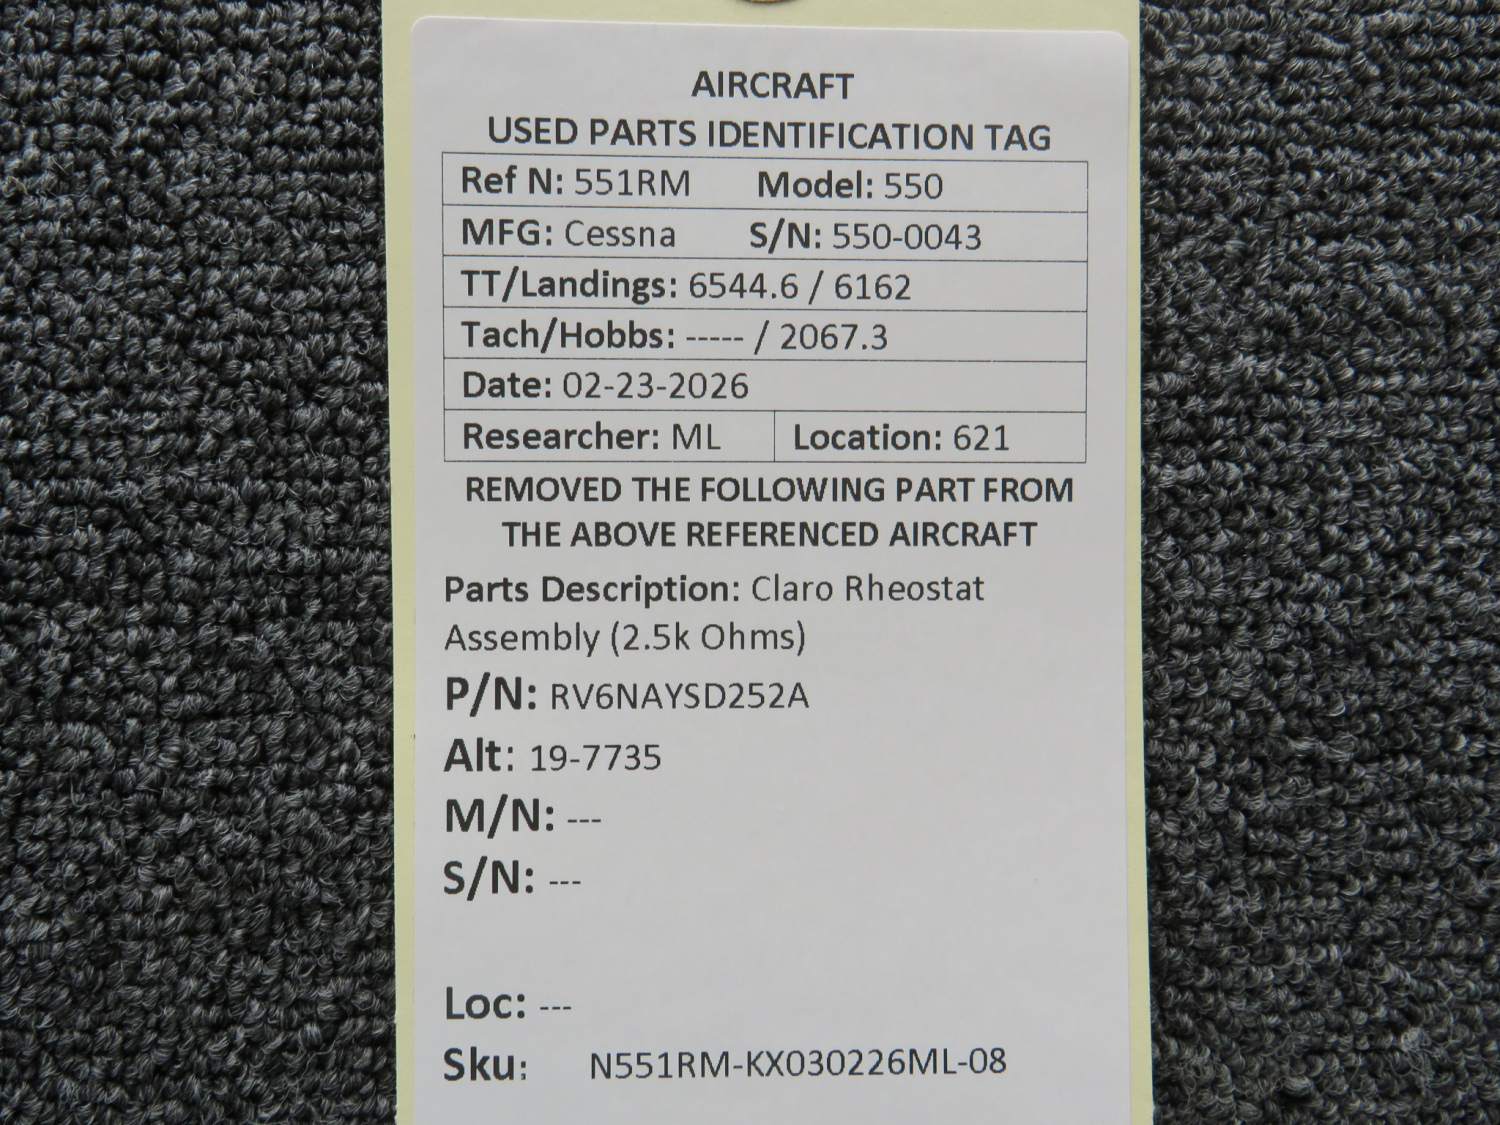 AIRCRAFT
USED PARTS IDENTIFICATION TAG
Ref N: 551RM Model: 550
MFG: Cessna S/N: 550-0043
TT/Landings: 6544.6 / 6162
Tach/Hobbs: ----- / 2067.3
Date: 02-23-2026
Researcher: ML Location: 621
REMOVED THE FOLLOWING PART FROM
THE ABOVE REFERENCED AIRCRAFT
Parts Description: Claro Rheostat
Assembly (2.5k Ohms)
P/N: RV6NAYSD252A
Alt: 19-7735
M/N: ---
S/N: ---
Loc: ---
Sku: N551RM-KX030226ML-08